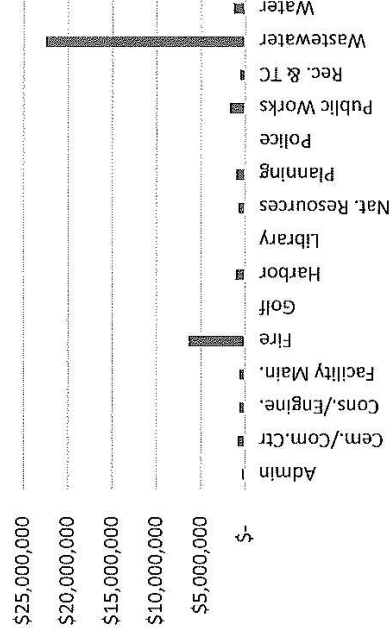 $25,000,000
$20,000,000
$15,000,000
$10,000,000
$5,000,000
$-
Admin
Cem./Com.Ctr
Cons./Engine.
Facility Main.
Fire
Golf
Harbor
Library
Nat. Resources
Planning
Police
Public Works
Rec. & TC
Wastewater
Water